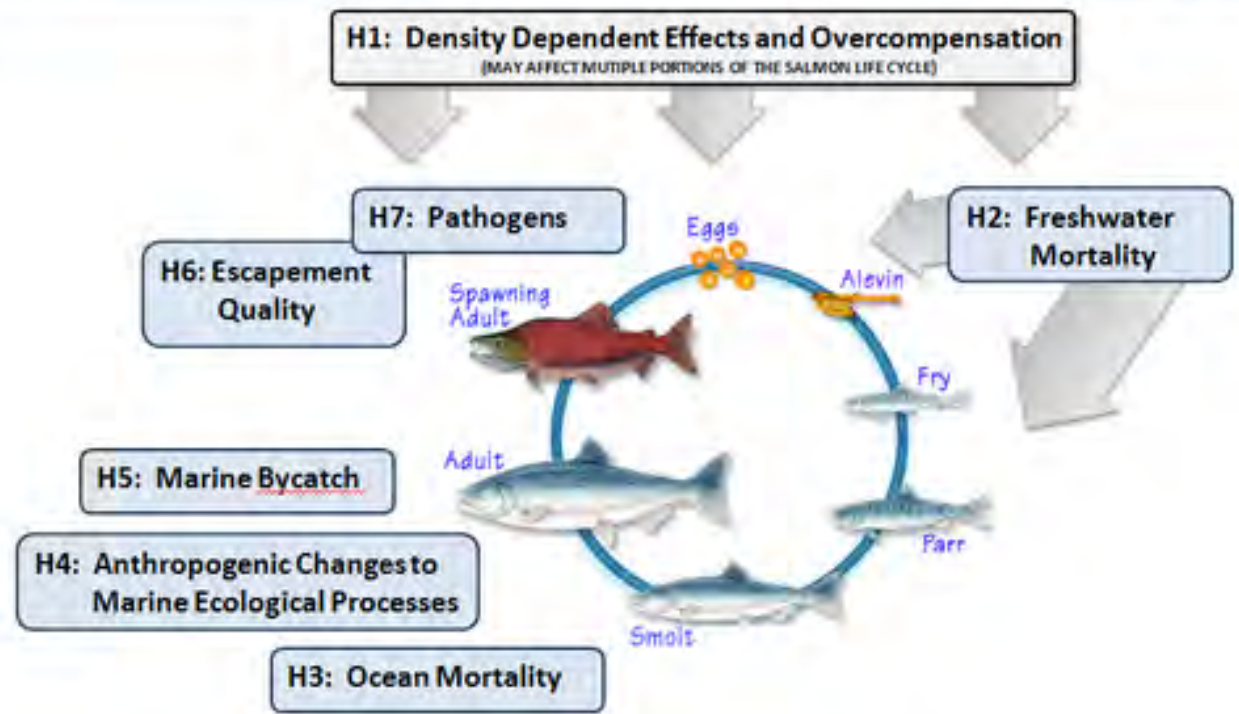 H1: Density Dependent Effects and Overcompensation
(MAY AFFECT MUTIPLE PORTIONS OF THE SALMON LIFE CYCLE)
H7: Pathogens
H2: Freshwater
Mortality
H6: Escapement
Quality
Eggs
Alevin
Spawning
Adult
Fry
Adult
H5: Marine Bycatch
Parr
H4: Anthropogenic Changes to
Marine Ecological Processes
Smolt
H3: Ocean Mortality